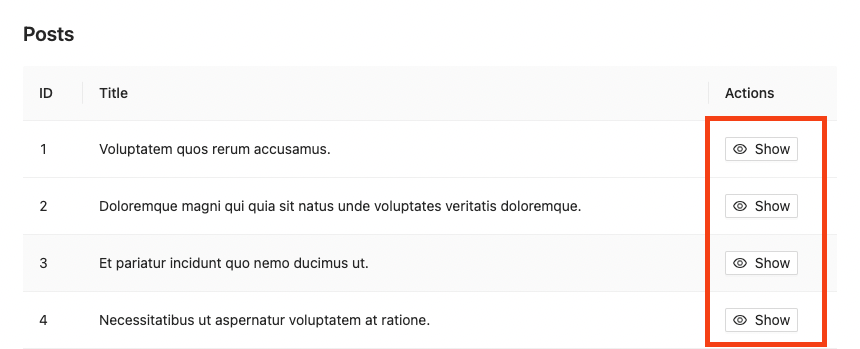 Posts
ID Title Actions
1 Voluptatem quos rerum accusamus. Show
2 Doloremque magni qui quia sit natus unde voluptates veritatis doloremque. Show
3 Et pariatur incidunt quo nemo ducimus ut. Show
4 Necessitatibus ut aspernatur voluptatem at ratione. Show